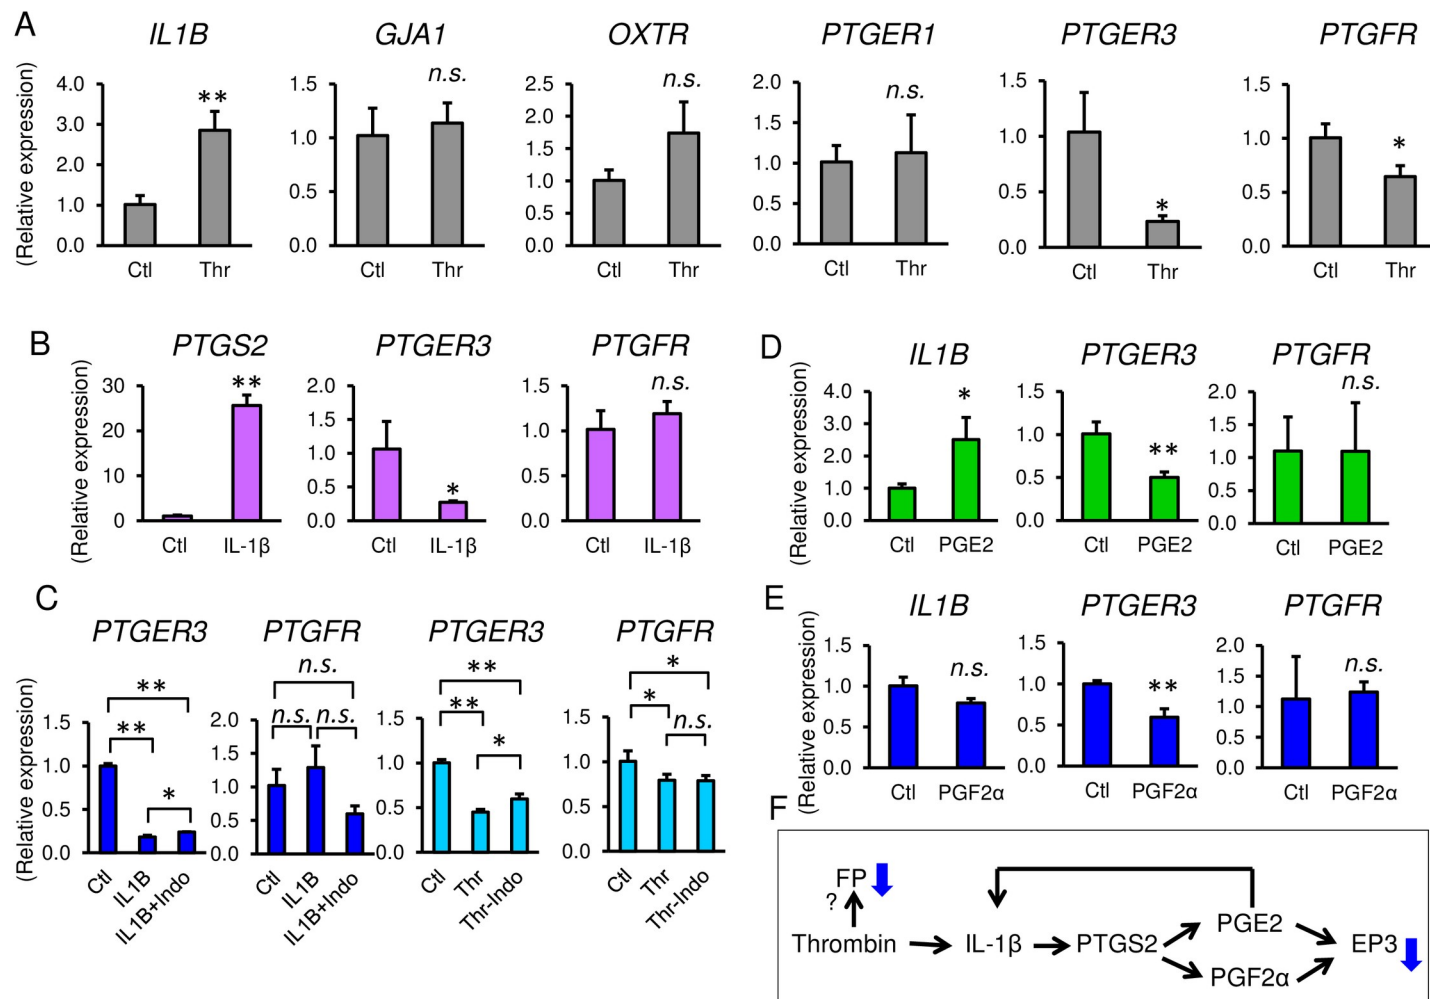 A
IL1B GJA1 OXTR PTGER1 PTGER3 PTGFR
(Relative expression)
4.0 3.0 2.0 1.0 0.0
**
Ctl Thr
1.5 1.0 0.5 0.0
n.s.
Ctl Thr
2.5 2.0 1.5 1.0 0.5 0.0
n.s.
Ctl Thr
2.0 1.5 1.0 0.5 0.0
n.s.
Ctl Thr
1.5 1.0 0.5 0.0
*
Ctl Thr
1.5 1.0 0.5 0.0
*
Ctl Thr
B
PTGS2 PTGER3 PTGFR
(Relative expression)
30 20 10 0
**
Ctl IL-1β
2.0 1.5 1.0 0.5 0.0
*
Ctl IL-1β
1.5 1.0 0.5 0.0
n.s.
Ctl IL-1β
C
PTGER3 PTGFR PTGER3 PTGFR
(Relative expression)
1.5 1.0 0.5 0.0
**
**
*
Ctl IL1B IL1B+Indo
2.0 1.5 1.0 0.5 0.0
n.s.
n.s. n.s.
Ctl IL1B IL1B+Indo
1.5 1.0 0.5 0.0
**
**
*
Ctl Thr Thr-Indo
1.5 1.0 0.5 0.0
*
*
n.s.
Ctl Thr Thr-Indo
D
IL1B PTGER3 PTGFR
(Relative expression)
4.0 3.0 2.0 1.0 0.0
*
Ctl PGE2
1.5 1.0 0.5 0.0
**
Ctl PGE2
2.0 1.5 1.0 0.5 0.0
n.s.
Ctl PGE2
E
IL1B PTGER3 PTGFR
(Relative expression)
1.5 1.0 0.5 0.0
n.s.
Ctl PGF2α
1.5 1.0 0.5 0.0
**
Ctl PGF2α
2.0 1.5 1.0 0.5 0.0
n.s.
Ctl PGF2α
F
FP
?
Thrombin IL-1β PTGS2 PGE2 EP3
PGF2α